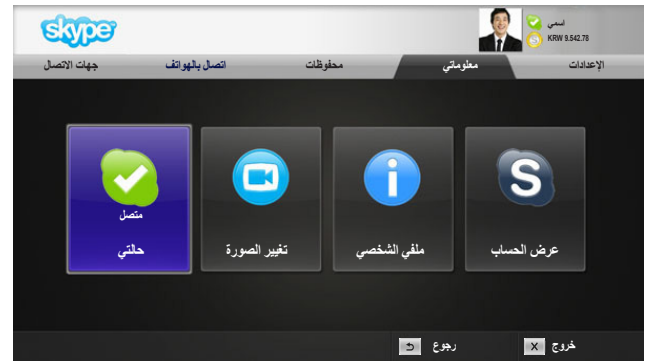 skype
اسمي
KRW 9.542.78
جهات الاتصال
اتصال بالهواتف
محفوظات
معلوماتي
الإعدادات
متصل
حالتي
تغيير الصورة
ملفي الشخصي
S
عرض الحساب
رجوع
خروج X